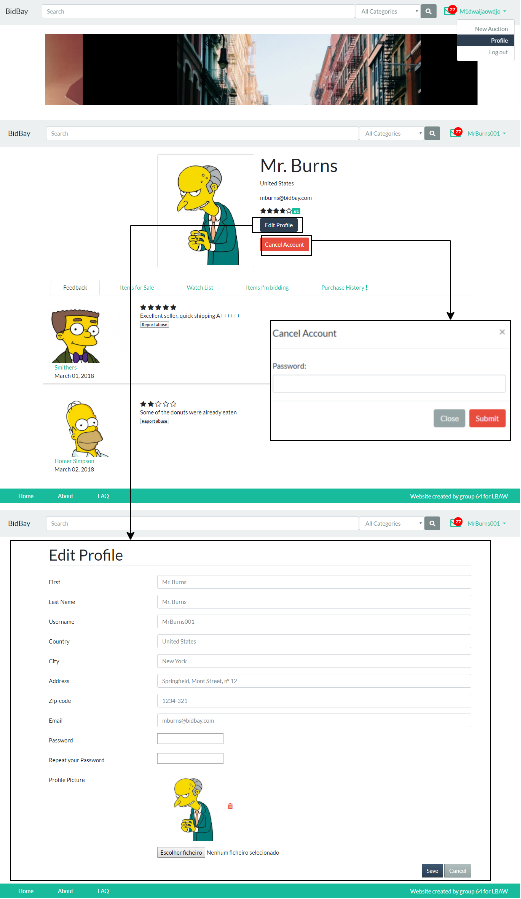 BidBay Search All Categories 27
New Auction
Profile
Log out
BidBay Search All Categories 27 MrBurns001
Mr. Burns
United States
mburns@bidbay.com
Edit Profile
Cancel Account
Feedback Items for Sale Watch List Items I'm bidding Purchase History
Excellent seller, quick shipping
Report abuse
Smithers
March 01, 2018
Some of the donuts were already eaten
Report abuse
Homer Simpson
March 02, 2018
Cancel Account ×
Password:
Close Submit
Home About FAQ Website created by group 64 for LBAW
BidBay Search All Categories 27 MrBurns001
Edit Profile
First Mr. Burns
Last Name Mr. Burns
Username MrBurns001
Country United States
City New York
Address Springfield, Mont Street, nº 12
Zip-code 1234-321
Email mburns@bidbay.com
Password
Repeat your Password
Profile Picture
Escolher ficheiro Nenhum ficheiro selecionado
Save Cancel
Home About FAQ Website created by group 64 for LBAW